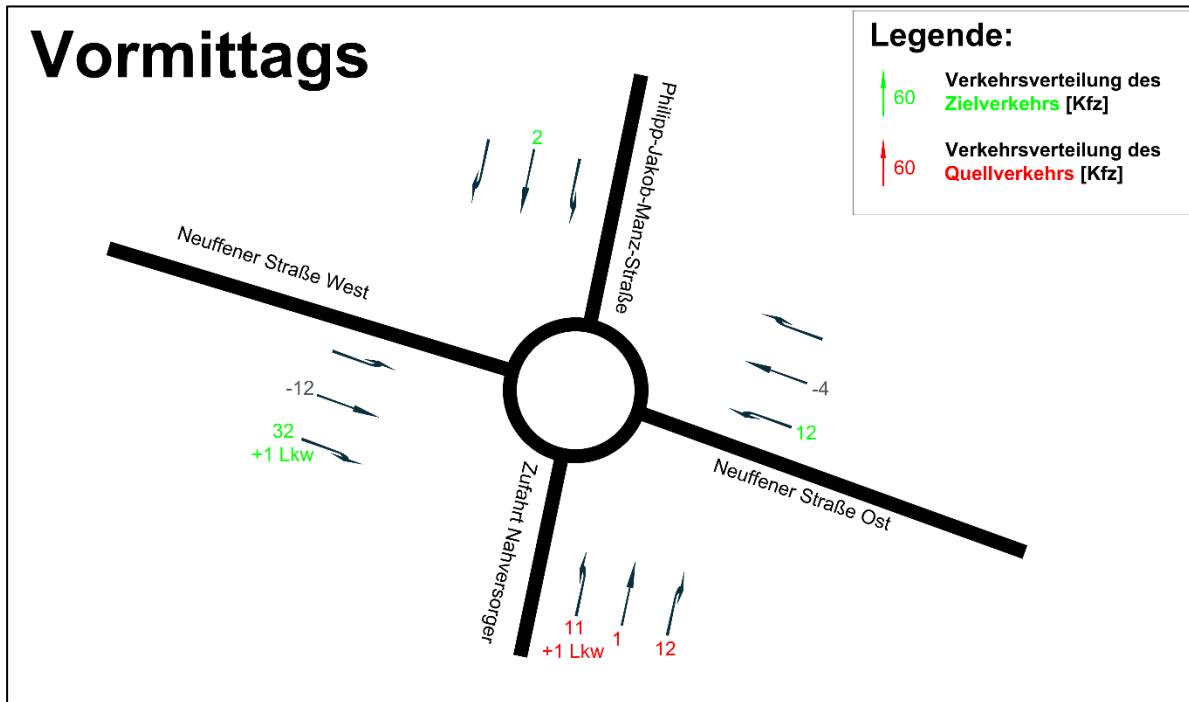 Vormittags
Legende:
60
Verkehrsverteilung des
Zielverkehrs [Kfz]
60
Verkehrsverteilung des
Quellverkehrs [Kfz]
2
Philipp-Jakob-Manz-Straße
Neuffener Straße West
-12
32
+1 Lkw
-4
12
Neuffener Straße Ost
Zufahrt Nahversorger
11
+1 Lkw
1
12